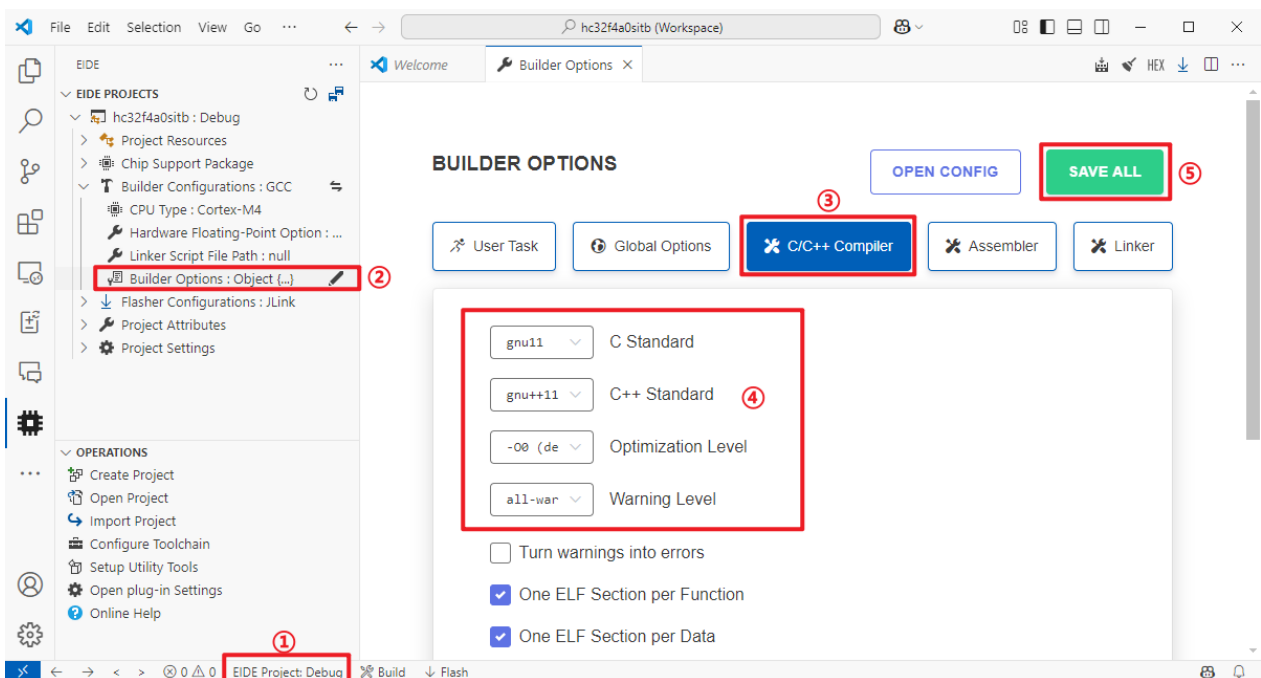 File Edit Selection View Go ··· hc32f4a0sitb (Workspace)
EIDE ···
Welcome
Builder Options
HEX
EIDE PROJECTS
hc32f4a0sitb : Debug
Project Resources
Chip Support Package
Builder Configurations : GCC
CPU Type : Cortex-M4
Hardware Floating-Point Option : ...
Linker Script File Path : null
Builder Options : Object {...}
②
Flasher Configurations : JLink
Project Attributes
Project Settings
OPERATIONS
Create Project
Open Project
Import Project
Configure Toolchain
Setup Utility Tools
Open plug-in Settings
Online Help
BUILDER OPTIONS
OPEN CONFIG
SAVE ALL
⑤
③
User Task
Global Options
C/C++ Compiler
Assembler
Linker
gnu11 C Standard
gnu++11 C++ Standard
④
-O0 (de Optimization Level
all-war Warning Level
Turn warnings into errors
One ELF Section per Function
One ELF Section per Data
①
0 0 EIDE Project: Debug Build Flash